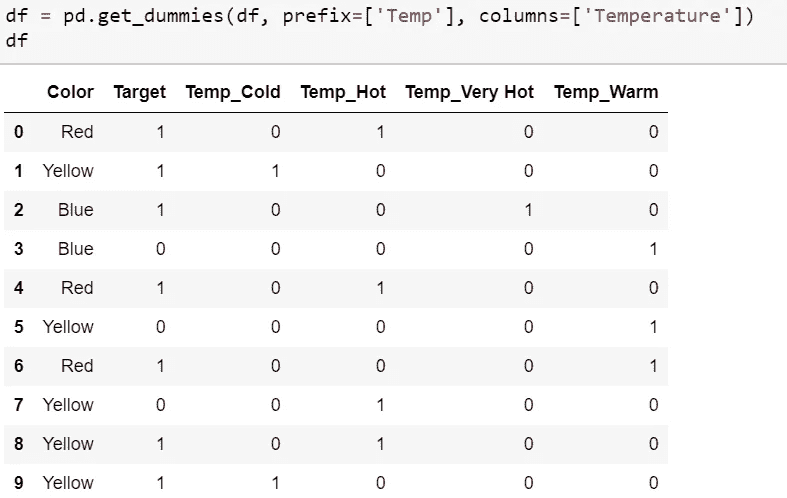 df = pd.get_dummies(df, prefix=['Temp'], columns=['Temperature'])
df
Color Target Temp_Cold Temp_Hot Temp_Very Hot Temp_Warm
0 Red 1 0 1 0 0
1 Yellow 1 1 0 0 0
2 Blue 1 0 0 1 0
3 Blue 0 0 0 0 1
4 Red 1 0 1 0 0
5 Yellow 0 0 0 0 1
6 Red 1 0 0 0 1
7 Yellow 0 0 1 0 0
8 Yellow 1 0 1 0 0
9 Yellow 1 1 0 0 0